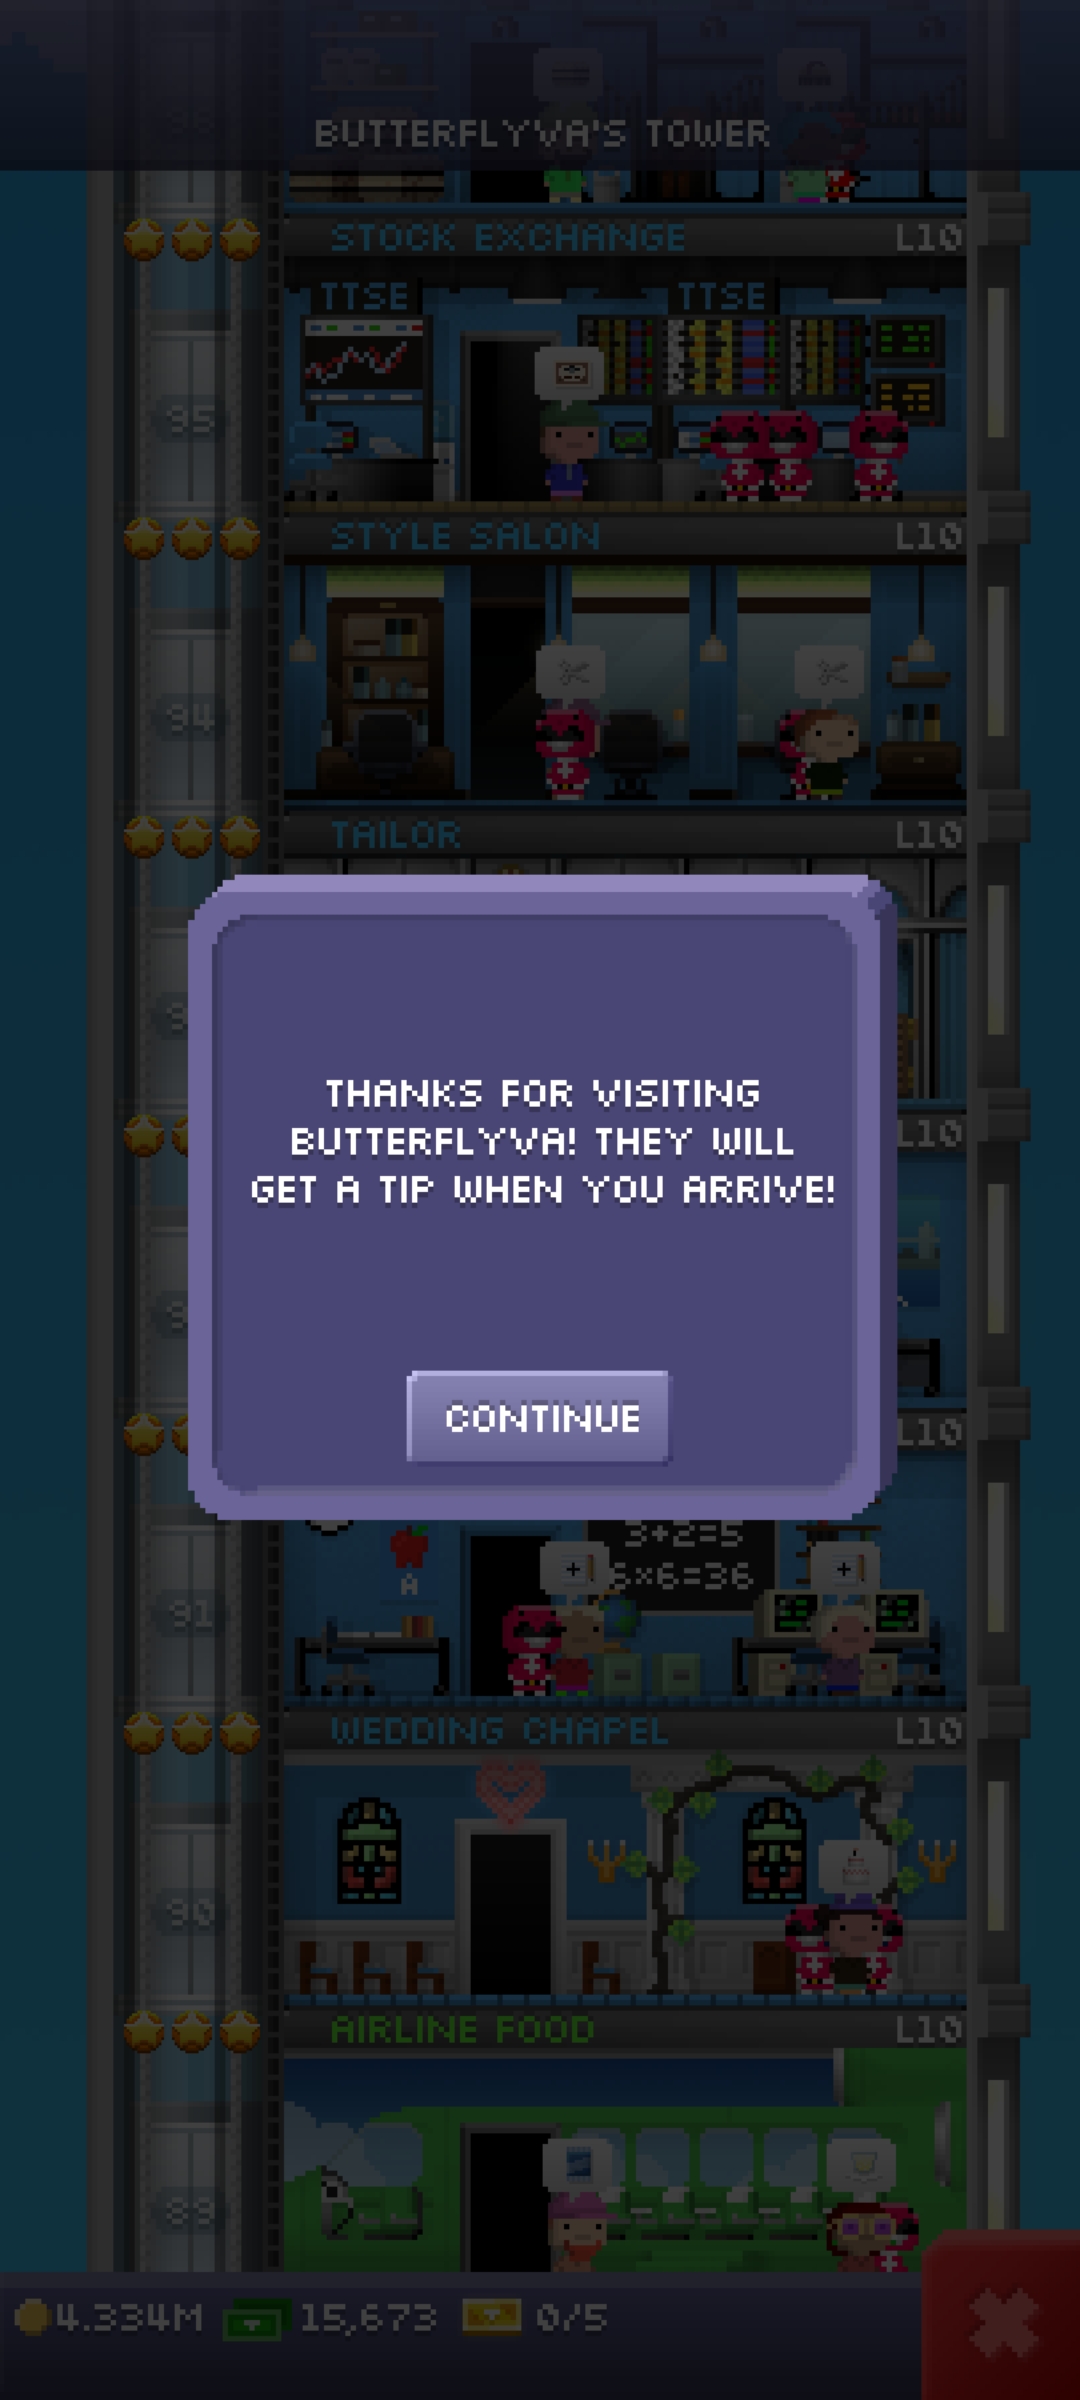 BUTTERFLYVA'S TOWER
STOCK EXCHANGE L10
TTSE TTSE
95
STYLE SALON L10
94
TAILOR L10
THANKS FOR VISITING
BUTTERFLYVA! THEY WILL
GET A TIP WHEN YOU ARRIVE!
L10
CONTINUE
L10
3+2=5
6x6=36
A
91
WEDDING CHAPEL L10
90
AIRLINE FOOD L10
89
4.334M 15,673 0/5